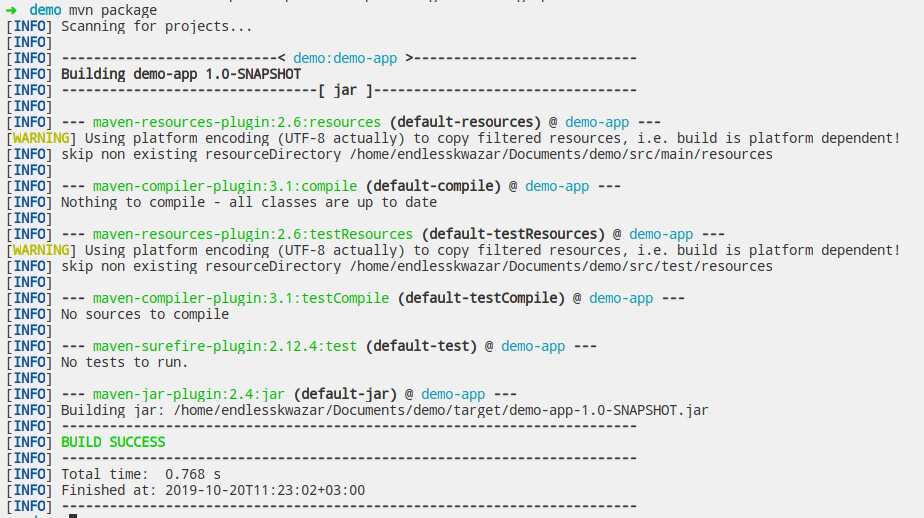 ➜ demo mvn package
[INFO] Scanning for projects...
[INFO]
[INFO] ---------------------------< demo:demo-app >----------------------------
[INFO] Building demo-app 1.0-SNAPSHOT
[INFO] --------------------------------[ jar ]---------------------------------
[INFO]
[INFO] --- maven-resources-plugin:2.6:resources (default-resources) @ demo-app ---
[WARNING] Using platform encoding (UTF-8 actually) to copy filtered resources, i.e. build is platform dependent!
[INFO] skip non existing resourceDirectory /home/endlesskwazar/Documents/demo/src/main/resources
[INFO]
[INFO] --- maven-compiler-plugin:3.1:compile (default-compile) @ demo-app ---
[INFO] Nothing to compile - all classes are up to date
[INFO]
[INFO] --- maven-resources-plugin:2.6:testResources (default-testResources) @ demo-app ---
[WARNING] Using platform encoding (UTF-8 actually) to copy filtered resources, i.e. build is platform dependent!
[INFO] skip non existing resourceDirectory /home/endlesskwazar/Documents/demo/src/test/resources
[INFO]
[INFO] --- maven-compiler-plugin:3.1:testCompile (default-testCompile) @ demo-app ---
[INFO] No sources to compile
[INFO]
[INFO] --- maven-surefire-plugin:2.12.4:test (default-test) @ demo-app ---
[INFO] No tests to run.
[INFO]
[INFO] --- maven-jar-plugin:2.4:jar (default-jar) @ demo-app ---
[INFO] Building jar: /home/endlesskwazar/Documents/demo/target/demo-app-1.0-SNAPSHOT.jar
[INFO] ------------------------------------------------------------------------
[INFO] BUILD SUCCESS
[INFO] ------------------------------------------------------------------------
[INFO] Total time:  0.768 s
[INFO] Finished at: 2019-10-20T11:23:02+03:00
[INFO] ------------------------------------------------------------------------